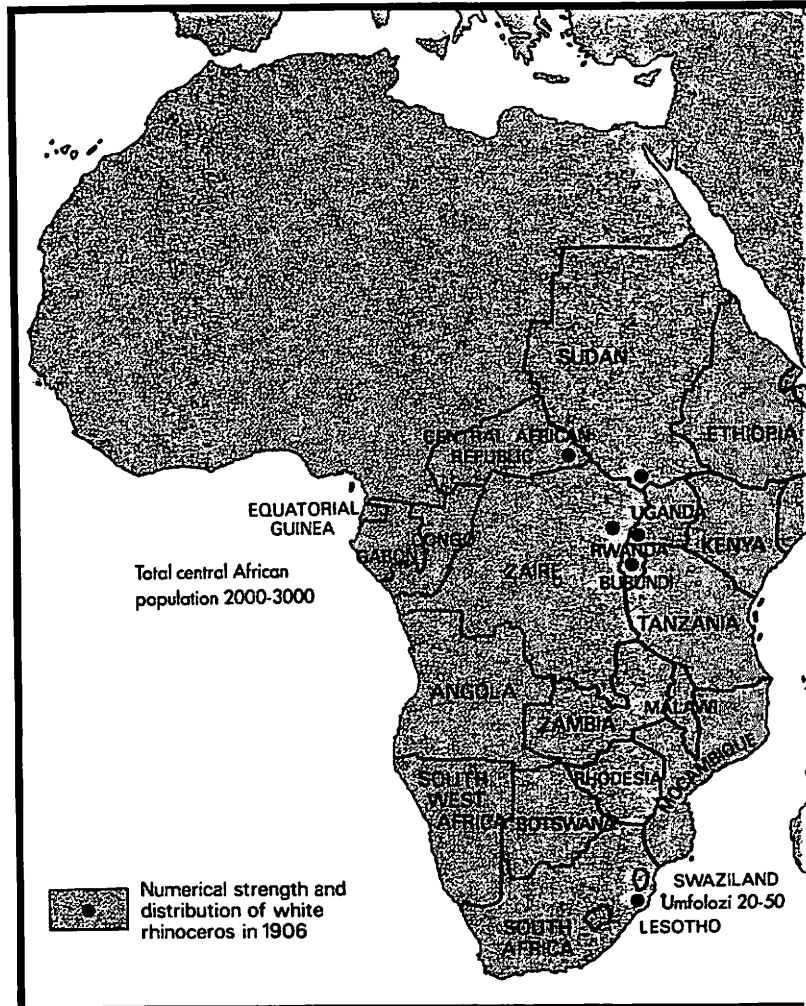 SUDAN
CENTRAL AFRICAN
REPUBLIC
ETHIOPIA
EQUATORIAL
GUINEA
UGANDA
CONGO
GABON
RWANDA
KENYA
ZAIRE
BUBUNDI
Total central African
population 2000-3000
TANZANIA
ANGOLA
MALAWI
ZAMBIA
MOÇAMBIQUE
RHODESIA
SOUTH
WEST
AFRICA
BOTSWANA
Numerical strength and
distribution of white
rhinoceros in 1906
SWAZILAND
Umfolozi 20-50
LESOTHO
SOUTH
AFRICA